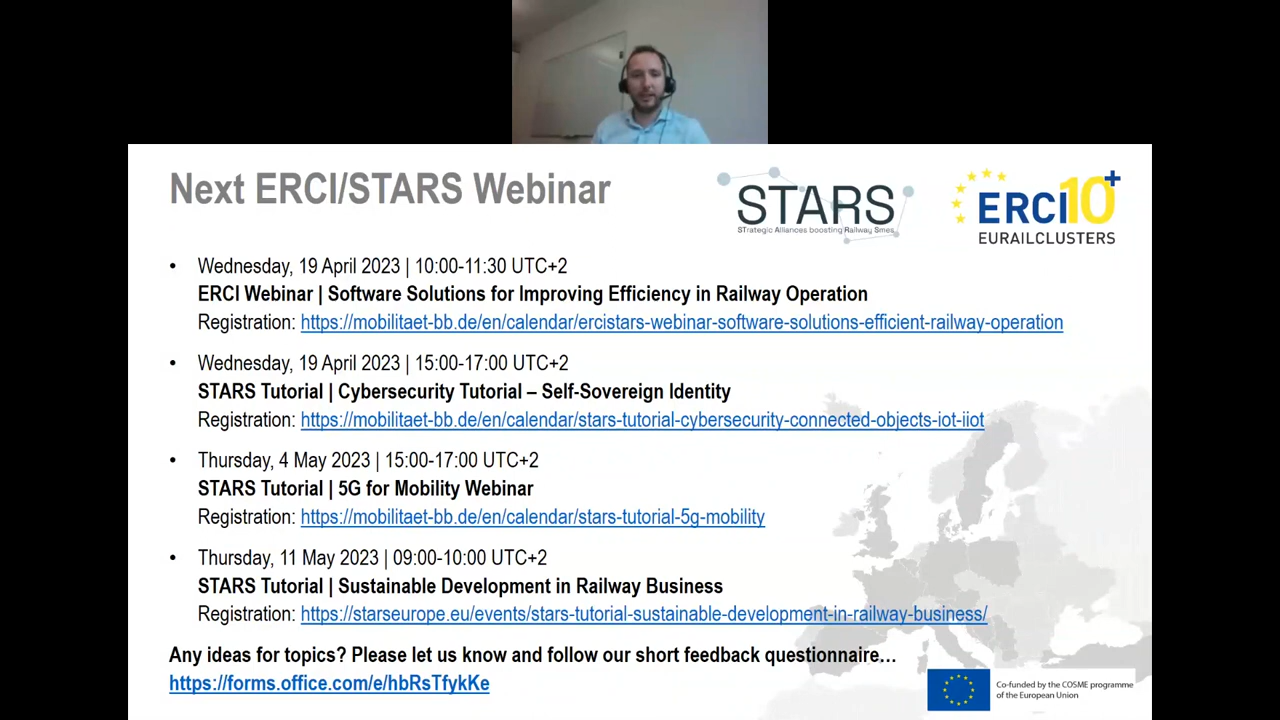 Next ERCI/STARS Webinar
STARS
STrategic Alliances boosting Railway Smes
ERCI10+
EURAILCLUSTERS
• Wednesday, 19 April 2023 | 10:00-11:30 UTC+2
ERCI Webinar | Software Solutions for Improving Efficiency in Railway Operation
Registration: https://mobilitaet-bb.de/en/calendar/ercistars-webinar-software-solutions-efficient-railway-operation
• Wednesday, 19 April 2023 | 15:00-17:00 UTC+2
STARS Tutorial | Cybersecurity Tutorial – Self-Sovereign Identity
Registration: https://mobilitaet-bb.de/en/calendar/stars-tutorial-cybersecurity-connected-objects-iot-iiot
• Thursday, 4 May 2023 | 15:00-17:00 UTC+2
STARS Tutorial | 5G for Mobility Webinar
Registration: https://mobilitaet-bb.de/en/calendar/stars-tutorial-5g-mobility
• Thursday, 11 May 2023 | 09:00-10:00 UTC+2
STARS Tutorial | Sustainable Development in Railway Business
Registration: https://starseurope.eu/events/stars-tutorial-sustainable-development-in-railway-business/
Any ideas for topics? Please let us know and follow our short feedback questionnaire…
https://forms.office.com/e/hbRsTfykKe
Co-funded by the COSME programme
of the European Union